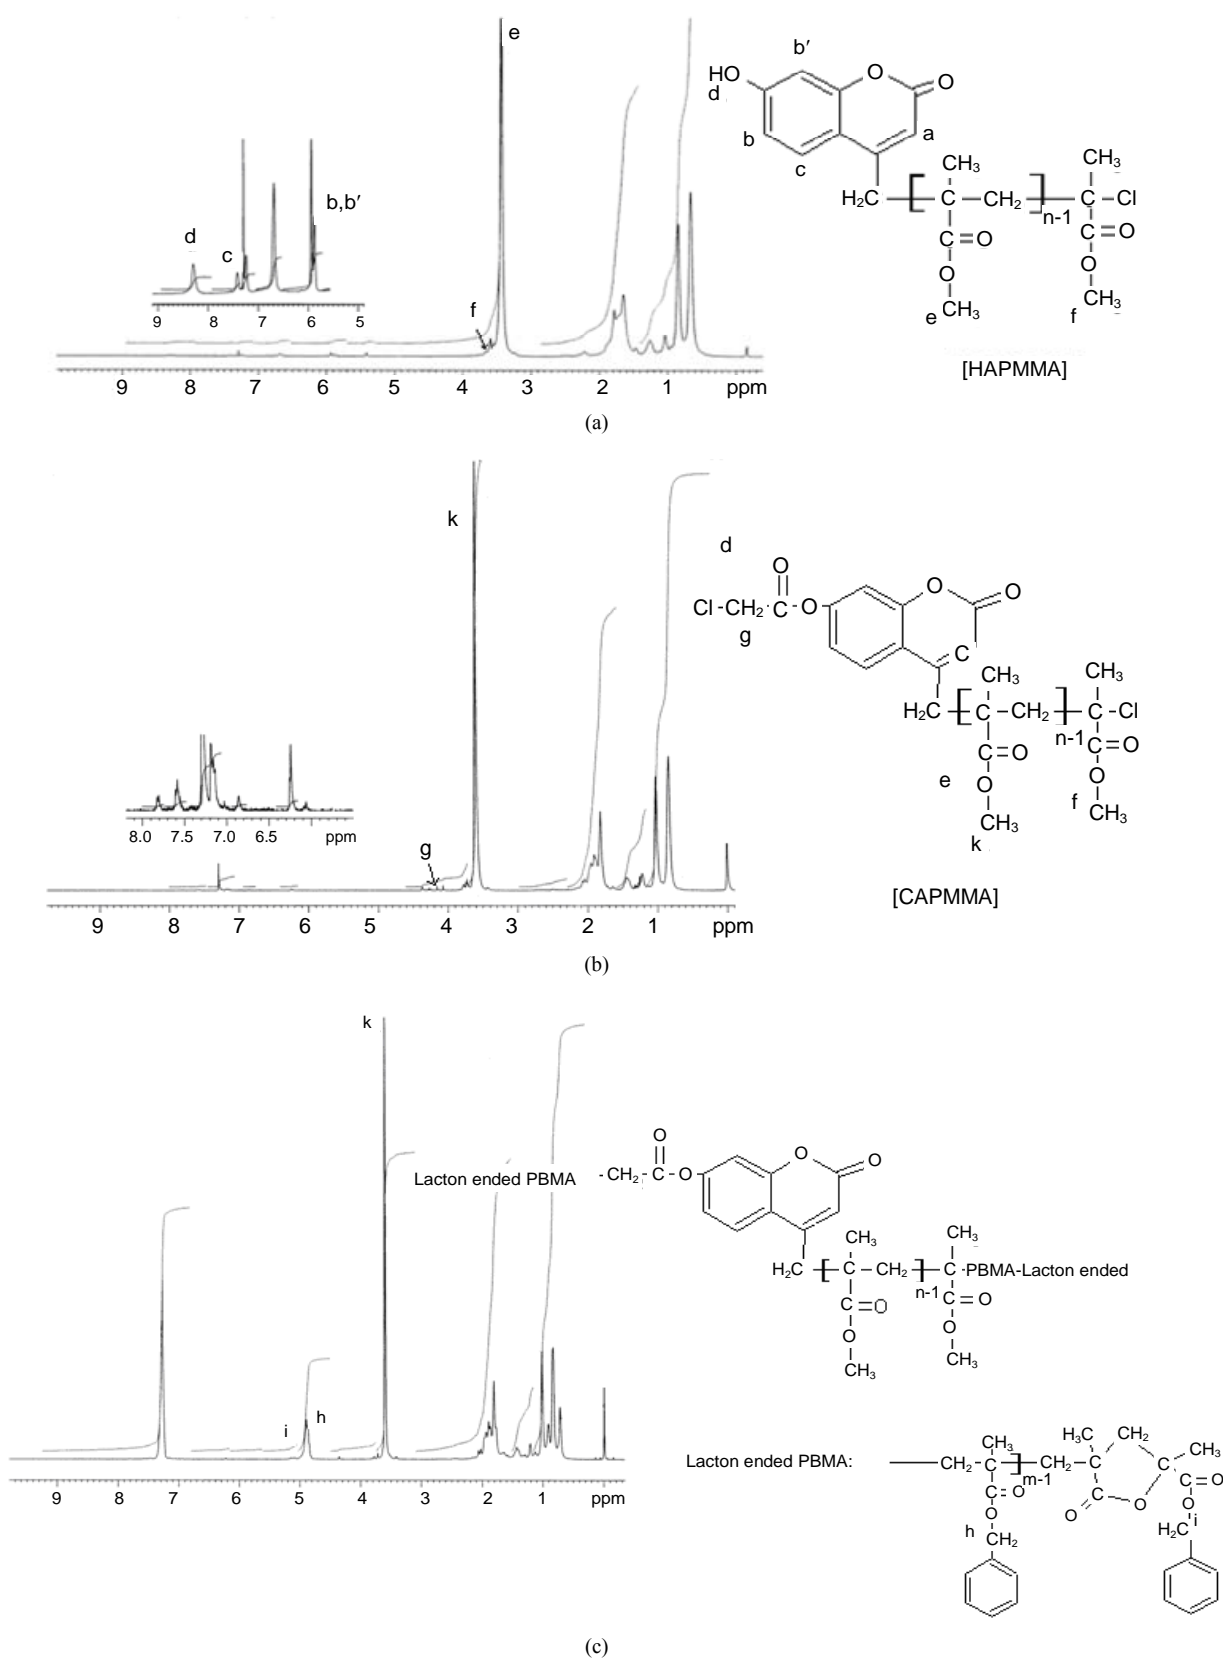 e
b′
O
O
HO
d
b
a
c
CH3
CH3
H2C
C
CH2
n-1
C
Cl
C
O
C
O
O
O
e
CH3
f
CH3
[HAPMMA]
b,b′
d
c
9 8 7 6 5
f
9 8 7 6 5 4 3 2 1 ppm
(a)
k
d
O
O
O
Cl
CH2
C
O
g
C
CH3
CH3
H2C
C
CH2
n-1
C
Cl
C
O
C
O
e
O
O
f
CH3
CH3
k
[CAPMMA]
8.0 7.5 7.0 6.5 ppm
g
9 8 7 6 5 4 3 2 1 ppm
(b)
k
O
O
O
Lacton ended PBMA
CH2
C
O
CH3
CH3
H2C
C
CH2
n-1
C
PBMA-Lacton ended
C
O
C
O
O
O
CH3
CH3
i
h
9 8 7 6 5 4 3 2 1 ppm
Lacton ended PBMA:
CH2
CH3
C
m-1
CH2
H3C
C
CH2
C
CH3
C
O
C
O
O
C
O
O
O
h
CH2
i
H2C
(c)